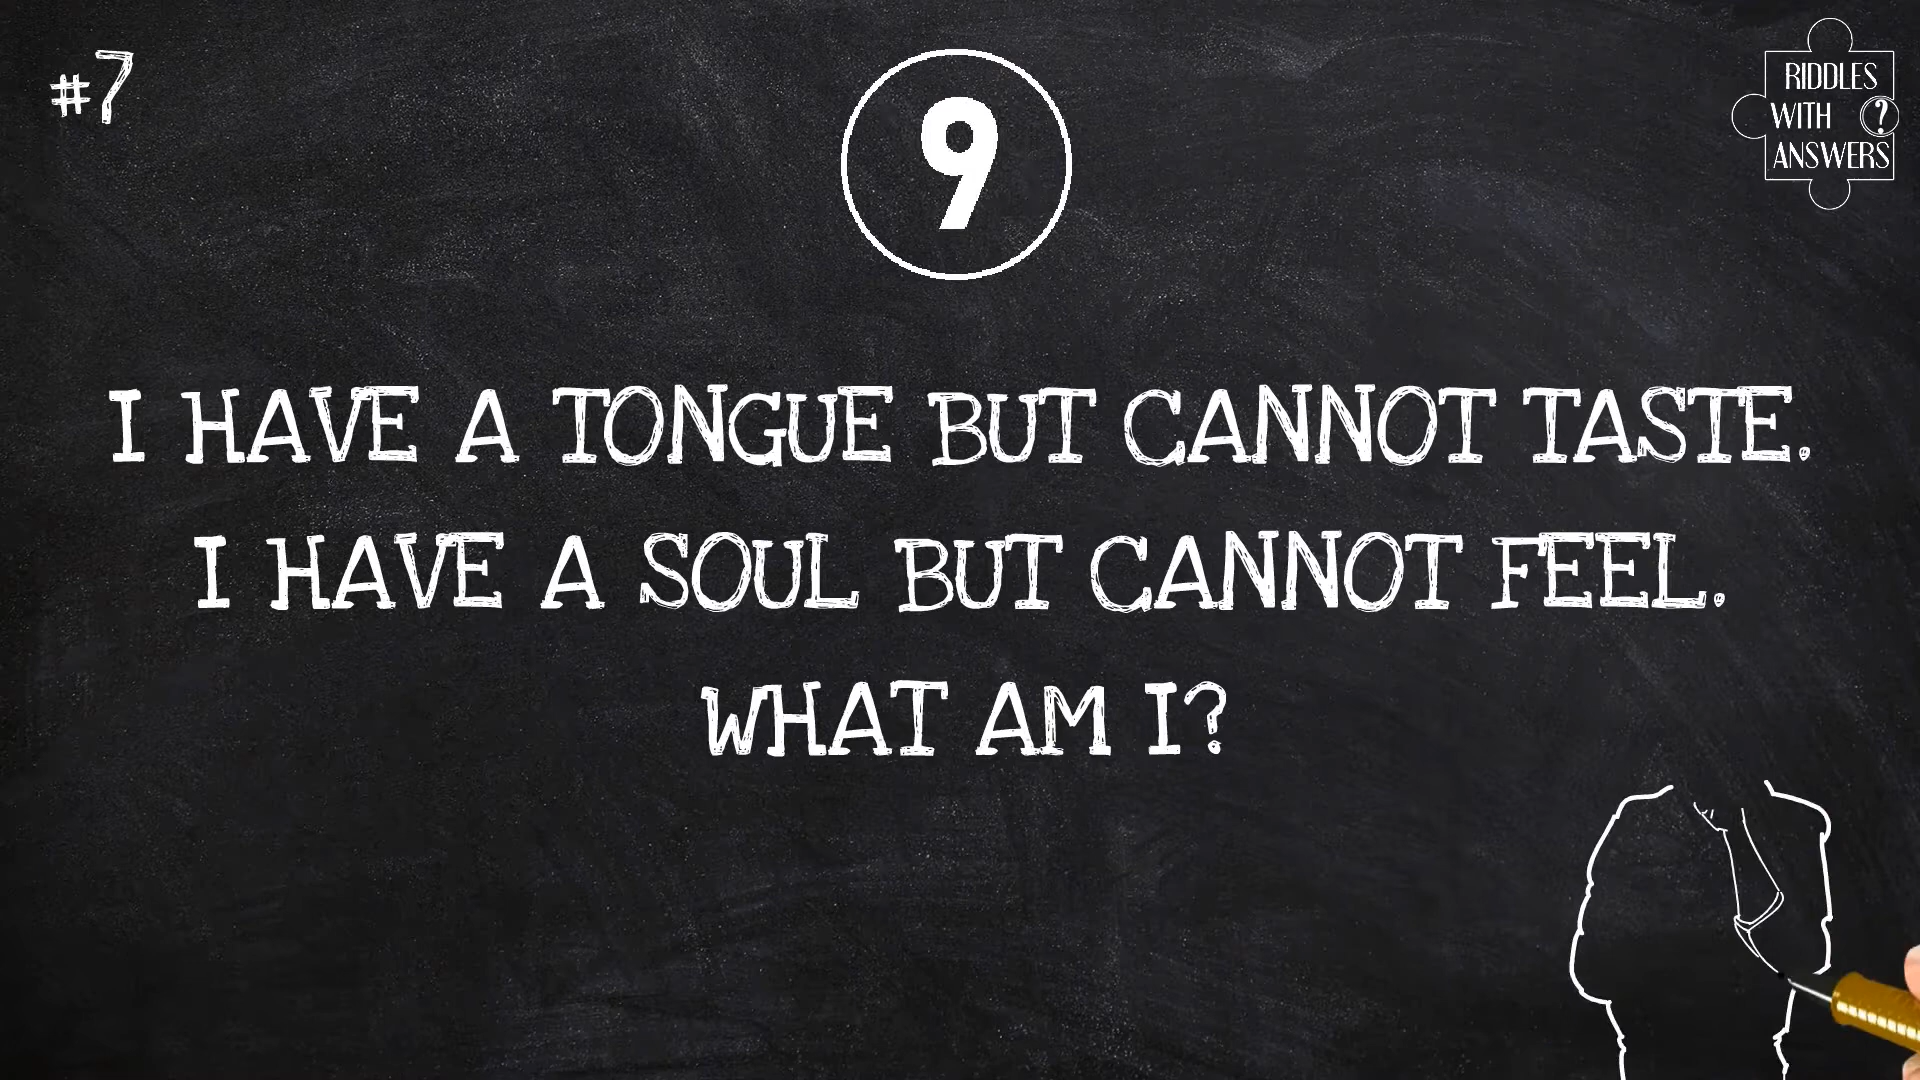 #7
9
RIDDLES
WITH ?
ANSWERS
I HAVE A TONGUE BUT CANNOT TASTE.
I HAVE A SOUL BUT CANNOT FEEL.
WHAT AM I?